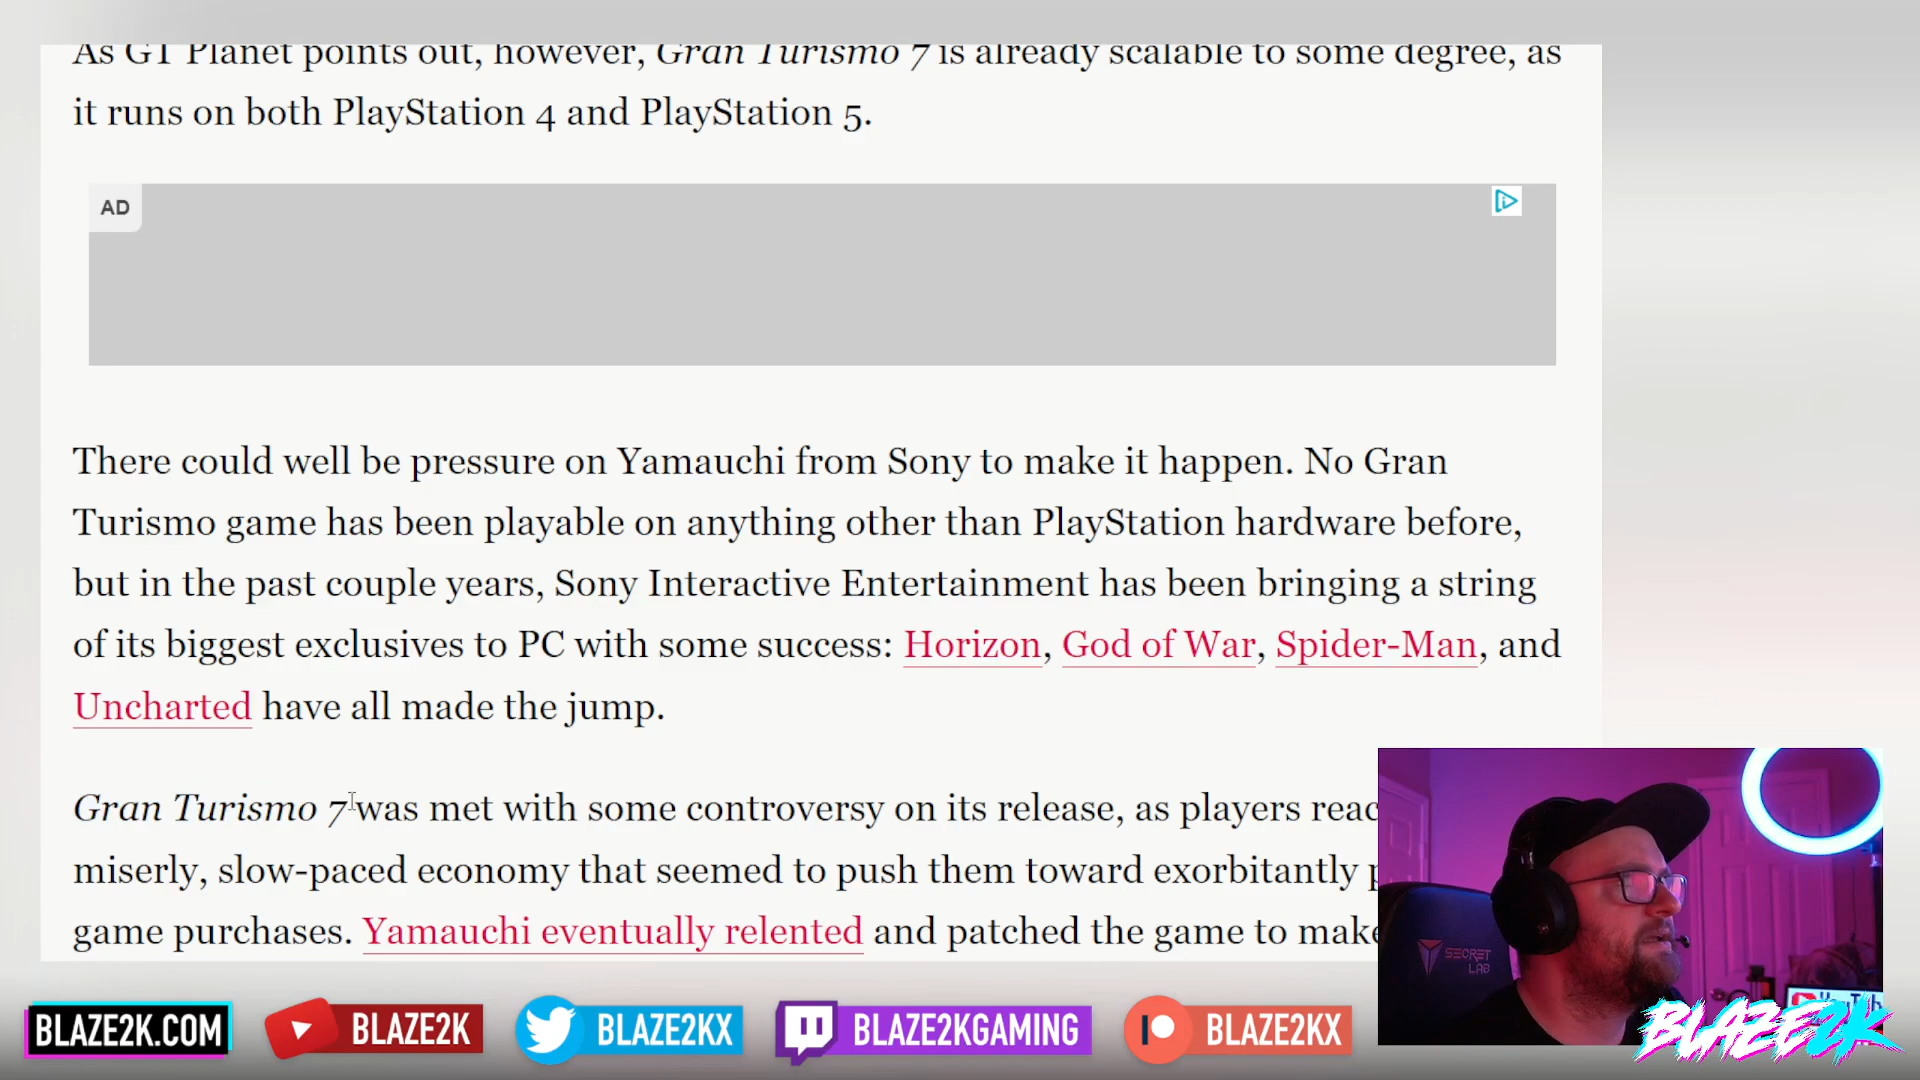 As GT Planet points out, however, Gran Turismo 7 is already scalable to some degree, as
it runs on both PlayStation 4 and PlayStation 5.
AD
There could well be pressure on Yamauchi from Sony to make it happen. No Gran
Turismo game has been playable on anything other than PlayStation hardware before,
but in the past couple years, Sony Interactive Entertainment has been bringing a string
of its biggest exclusives to PC with some success: Horizon, God of War, Spider-Man, and
Uncharted have all made the jump.
Gran Turismo 7 was met with some controversy on its release, as players
miserly, slow-paced economy that seemed to push them toward exorbitantly
game purchases. Yamauchi eventually relented and patched the game to make
SECRET
LAB
BLAZE2K.COM
BLAZE2K
BLAZE2KX
BLAZE2KGAMING
BLAZE2KX
BLAZE2K